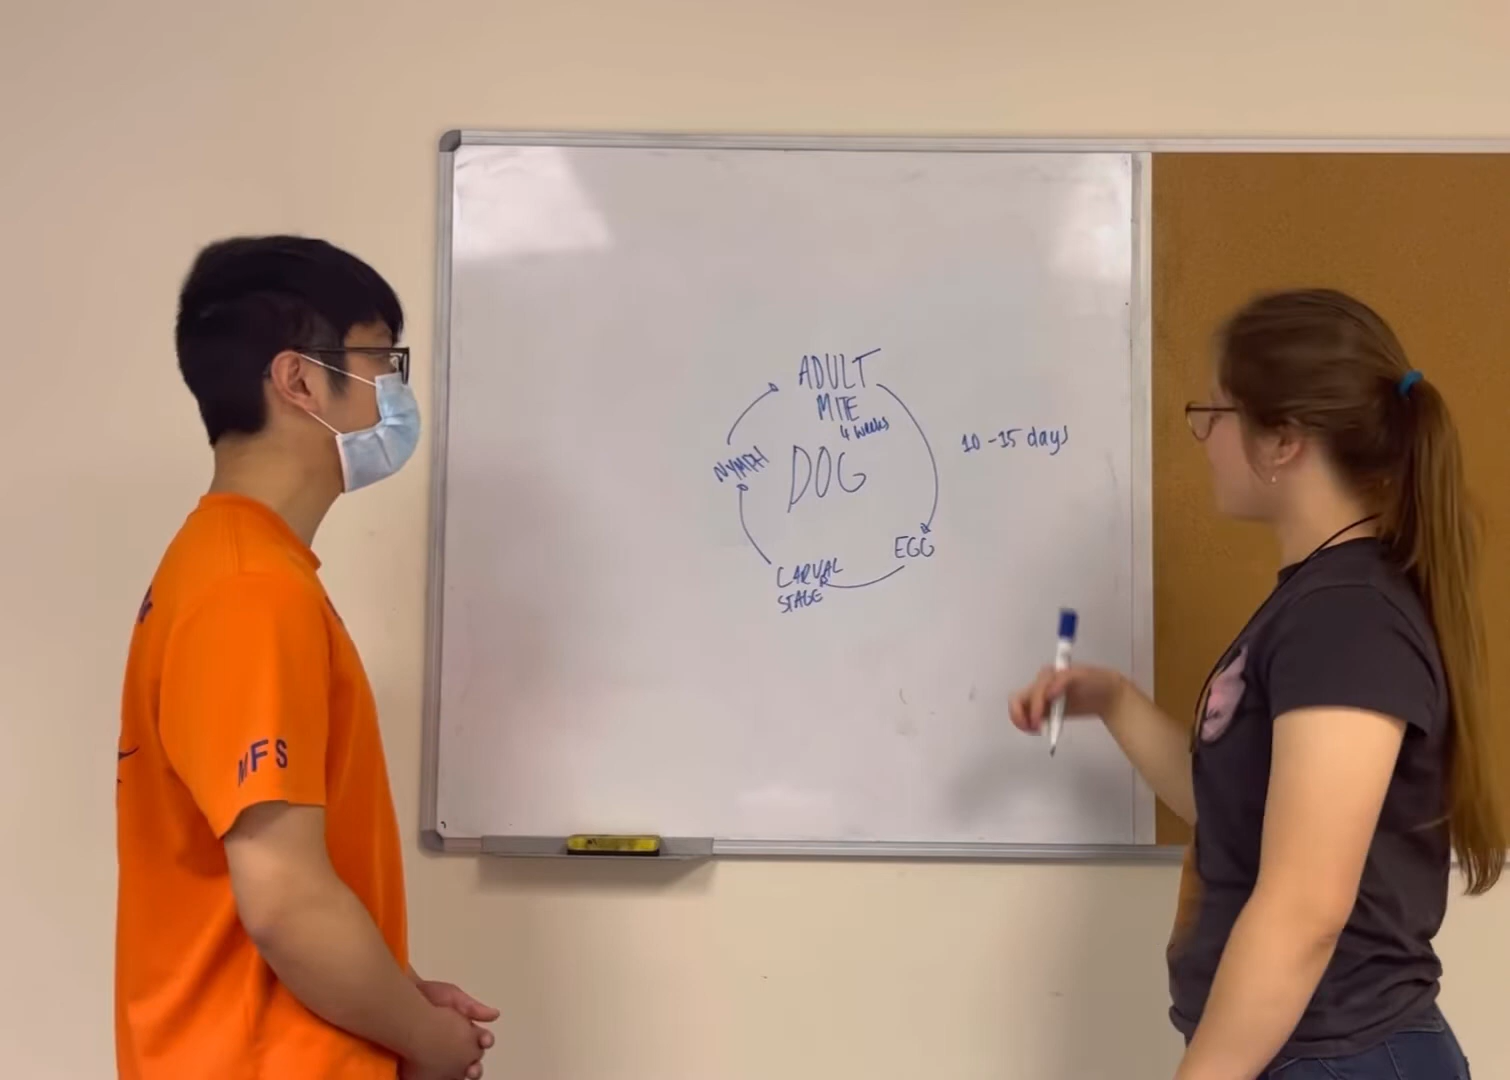 ADULT
MITE
4 weeks
10-15 days
NYMPH
DOG
EGG
LARVAL
STAGE
MFS